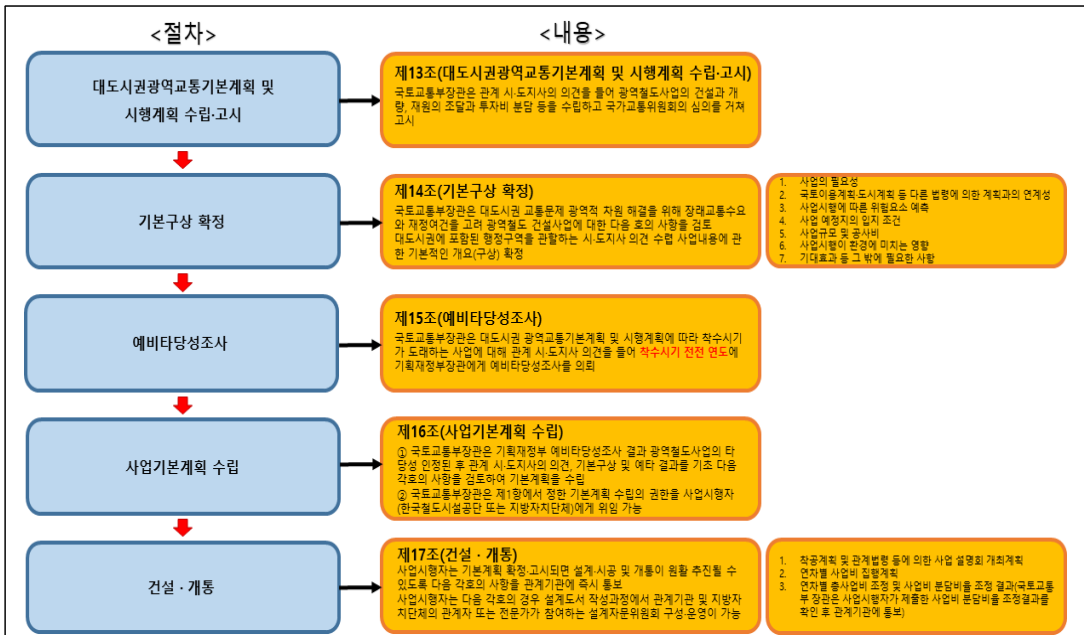 <절차>
<내용>
대도시권광역교통기본계획 및
시행계획 수립·고시
제13조(대도시권광역교통기본계획 및 시행계획 수립·고시)
국토교통부장관은 관계 시·도지사의 의견을 들어 광역철도사업의 건설과 개
량, 재원의 조달과 투자비 분담 등을 수립하고 국가교통위원회의 심의를 거쳐
고시
기본구상 확정
제14조(기본구상 확정)
국토교통부장관은 대도시권 교통문제 광역적 차원 해결을 위해 장래교통수요
와 재정여건을 고려 광역철도 건설사업에 대한 다음 호의 사항을 검토
대도시권에 포함된 행정구역을 관할하는 시·도지사 의견 수렴 사업내용에 관
한 기본적인 개요(구상) 확정
1. 사업의 필요성
2. 국토이용계획·도시계획 등 다른 법령에 의한 계획과의 연계성
3. 사업시행에 따른 위험요소 예측
4. 사업 예정지의 입지 조건
5. 사업규모 및 공사비
6. 사업시행이 환경에 미치는 영향
7. 기대효과 등 그 밖에 필요한 사항
예비타당성조사
제15조(예비타당성조사)
국토교통부장관은 대도시권 광역교통기본계획 및 시행계획에 따라 착수시기
가 도래하는 사업에 대해 관계 시·도지사 의견을 들어 착수시기 전전 연도에
기획재정부장관에게 예비타당성조사를 의뢰
사업기본계획 수립
제16조(사업기본계획 수립)
① 국토교통부장관은 기획재정부 예비타당성조사 결과 광역철도사업의 타
당성 인정된 후 관계 시·도지사의 의견, 기본구상 및 예타 결과를 기초 다음
각호의 사항을 검토하여 기본계획을 수립
② 국토교통부장관은 제1항에서 정한 기본계획 수립의 권한을 사업시행자
(한국철도시설공단 또는 지방자치단체)에게 위임 가능
건설 · 개통
제17조(건설 · 개통)
사업시행자는 기본계획 확정·고시되면 설계·시공 및 개통이 원활 추진될 수
있도록 다음 각호의 사항을 관계기관에 즉시 통보
사업시행자는 다음 각호의 경우 설계도서 작성과정에서 관계기관 및 지방자
치단체의 관계자 또는 전문가가 참여하는 설계자문위원회 구성·운영이 가능
1. 착공계획 및 관계법령 등에 의한 사업 설명회 개최계획
2. 연차별 사업비 집행계획
3. 연차별 총사업비 조정 및 사업비 분담비율 조정 결과(국토교통
부 장관은 사업시행자가 제출한 사업비 분담비율 조정결과를
확인 후 관계기관에 통보)